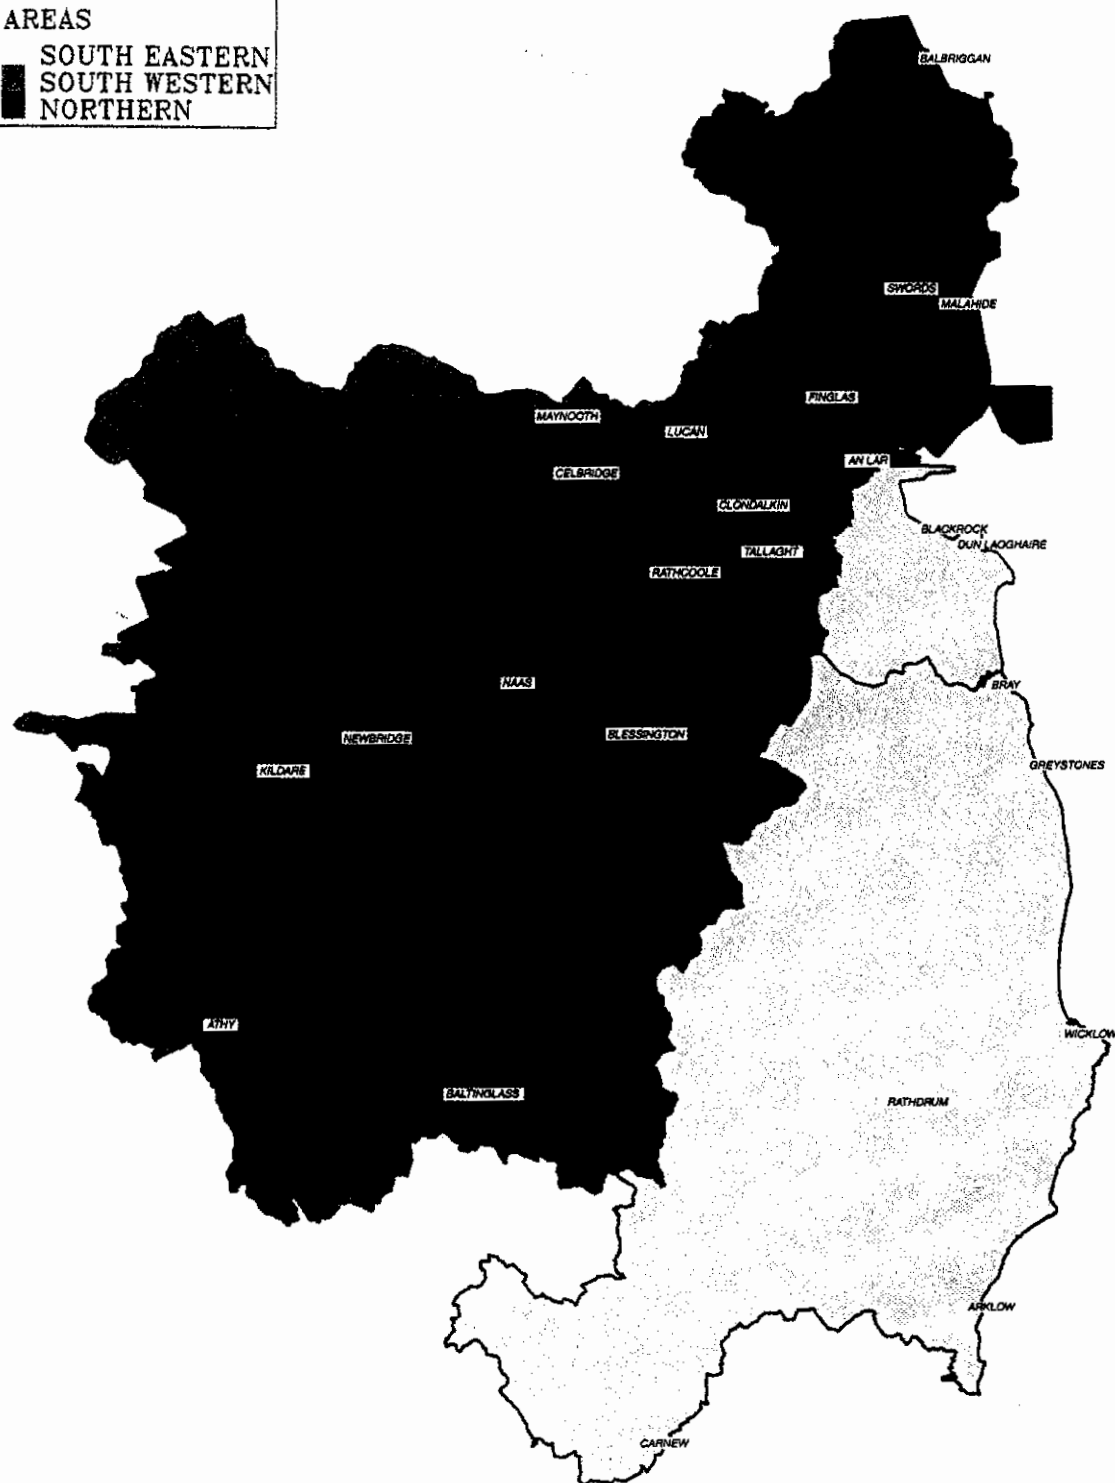 AREAS
SOUTH EASTERN
SOUTH WESTERN
NORTHERN
BALBRIGGAN
SWORDS
MALAHIDE
FINGLAS
MAYNOOTH
LUCAN
AN LAR
CELBRIDGE
CLONDALKIN
BLACKROCK
DUN LAOGHAIRE
TALLAGHT
RATHCOOLE
NAAS
BRAY
NEWBRIDGE
BLESSINGTON
KILDARE
GREYSTONES
ATHY
WICKLOW
BALTINGLASS
RATHDRUM
ARKLOW
CARNEW